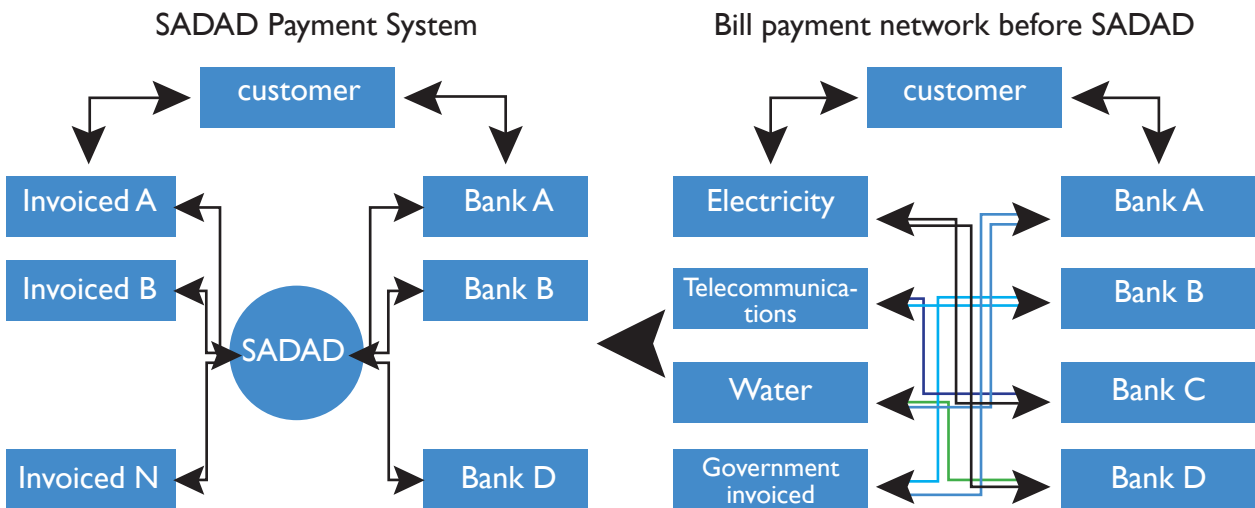 SADAD Payment System
customer
Invoiced A
Bank A
Invoiced B
Bank B
SADAD
Invoiced N
Bank D
Bill payment network before SADAD
customer
Electricity
Bank A
Telecommunica-
tions
Bank B
Water
Bank C
Government
invoiced
Bank D